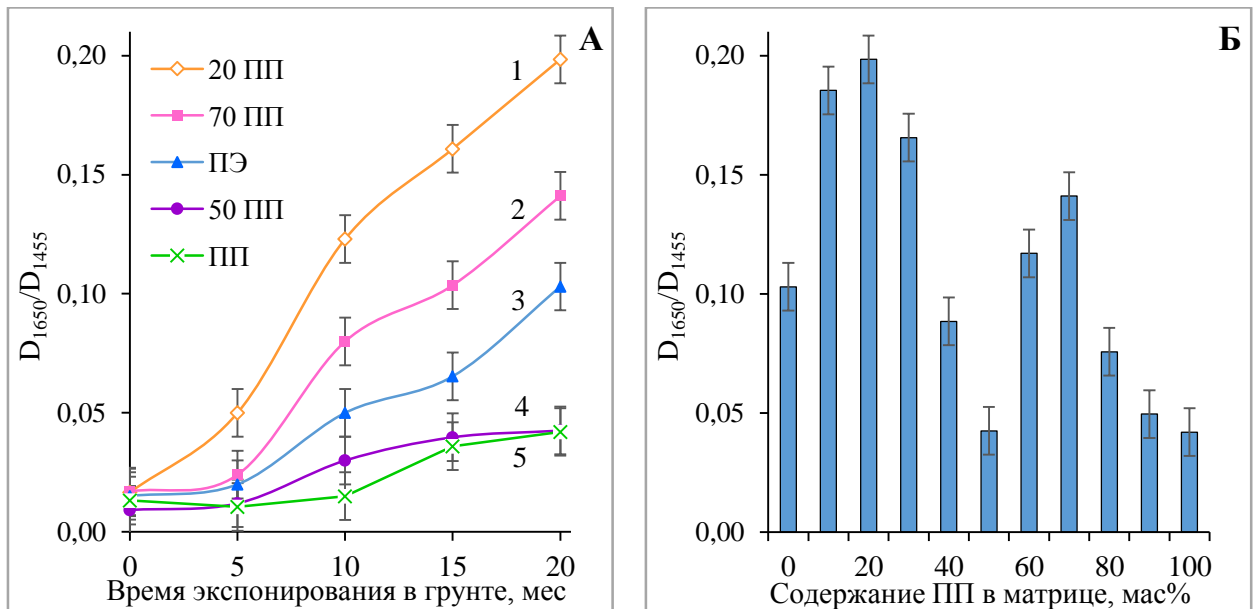 А
0,20
0,15
0,10
0,05
0,00
D1650/D1455
20 ПП
70 ПП
ПЭ
50 ПП
ПП
1
2
3
4
5
0 5 10 15 20
Время экспонирования в грунте, мес
Б
0,20
0,15
0,10
0,05
0,00
D1650/D1455
0 20 40 60 80 100
Содержание ПП в матрице, мас%